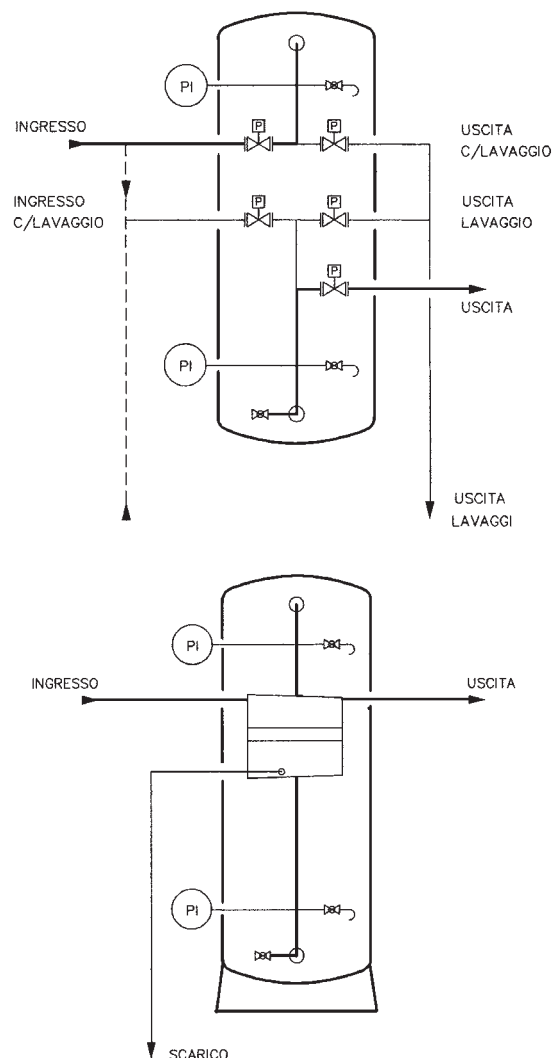 PI
INGRESSO
P
P
USCITA
C/LAVAGGIO
INGRESSO
C/LAVAGGIO
P
P
USCITA
LAVAGGIO
P
USCITA
PI
USCITA
LAVAGGI
PI
INGRESSO
USCITA
PI
SCARICO